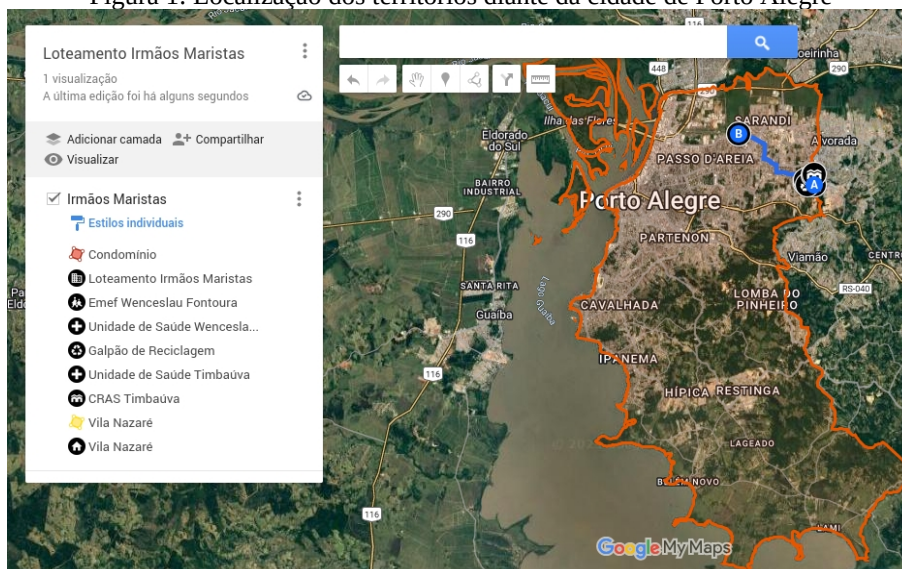 Figura 1: Localização dos territórios diante da cidade de Porto Alegre
Loteamento Irmãos Maristas
1 visualização
A última edição foi há alguns segundos
Adicionar camada
Compartilhar
Visualizar
Irmãos Maristas
Estilos individuais
Condomínio
Loteamento Irmãos Maristas
Emef Wenceslau Fontoura
Unidade de Saúde Wencesla...
Galpão de Reciclagem
Unidade de Saúde Timbaúva
CRAS Timbaúva
Vila Nazaré
Vila Nazaré
oeirinha
448
290
290
Ilha das Flores
SARANDI
B
Eldorado
do Sul
Alvorada
PASSO D'AREIA
A
BAIRRO
INDUSTRIAL
Porto Alegre
290
116
PARTENON
Viamão
CENTR
SANTA RITA
RS-040
Lago Guaíba
LOMBA DO
PINHEIRO
CAVALHADA
Guaíba
IPANEMA
116
HÍPICA
RESTINGA
LAGEADO
BELÉM NOVO
116
LAMI
Google My Maps